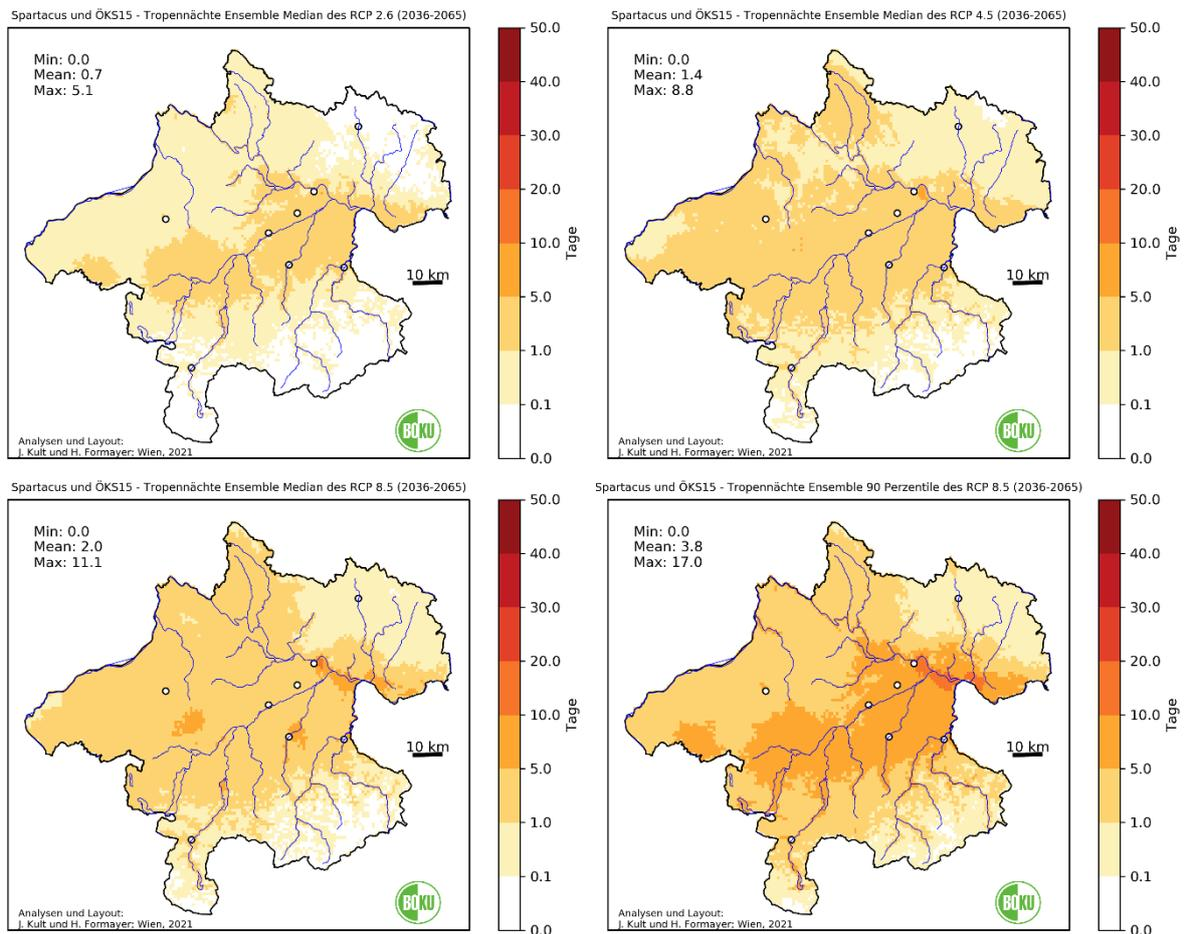 Spartacus und ÖKS15 - Tropennächte Ensemble Median des RCP 2.6 (2036-2065)
Min: 0.0
Mean: 0.7
Max: 5.1
10 km
Analysen und Layout:
J. Kult und H. Formayer; Wien, 2021
BOKU
50.0
40.0
30.0
20.0
10.0
5.0
1.0
0.1
0.0
Tage
Spartacus und ÖKS15 - Tropennächte Ensemble Median des RCP 4.5 (2036-2065)
Min: 0.0
Mean: 1.4
Max: 8.8
10 km
Analysen und Layout:
J. Kult und H. Formayer; Wien, 2021
BOKU
50.0
40.0
30.0
20.0
10.0
5.0
1.0
0.1
0.0
Tage
Spartacus und ÖKS15 - Tropennächte Ensemble Median des RCP 8.5 (2036-2065)
Min: 0.0
Mean: 2.0
Max: 11.1
10 km
Analysen und Layout:
J. Kult und H. Formayer; Wien, 2021
BOKU
50.0
40.0
30.0
20.0
10.0
5.0
1.0
0.1
0.0
Tage
Spartacus und ÖKS15 - Tropennächte Ensemble 90 Perzentile des RCP 8.5 (2036-2065)
Min: 0.0
Mean: 3.8
Max: 17.0
10 km
Analysen und Layout:
J. Kult und H. Formayer; Wien, 2021
BOKU
50.0
40.0
30.0
20.0
10.0
5.0
1.0
0.1
0.0
Tage